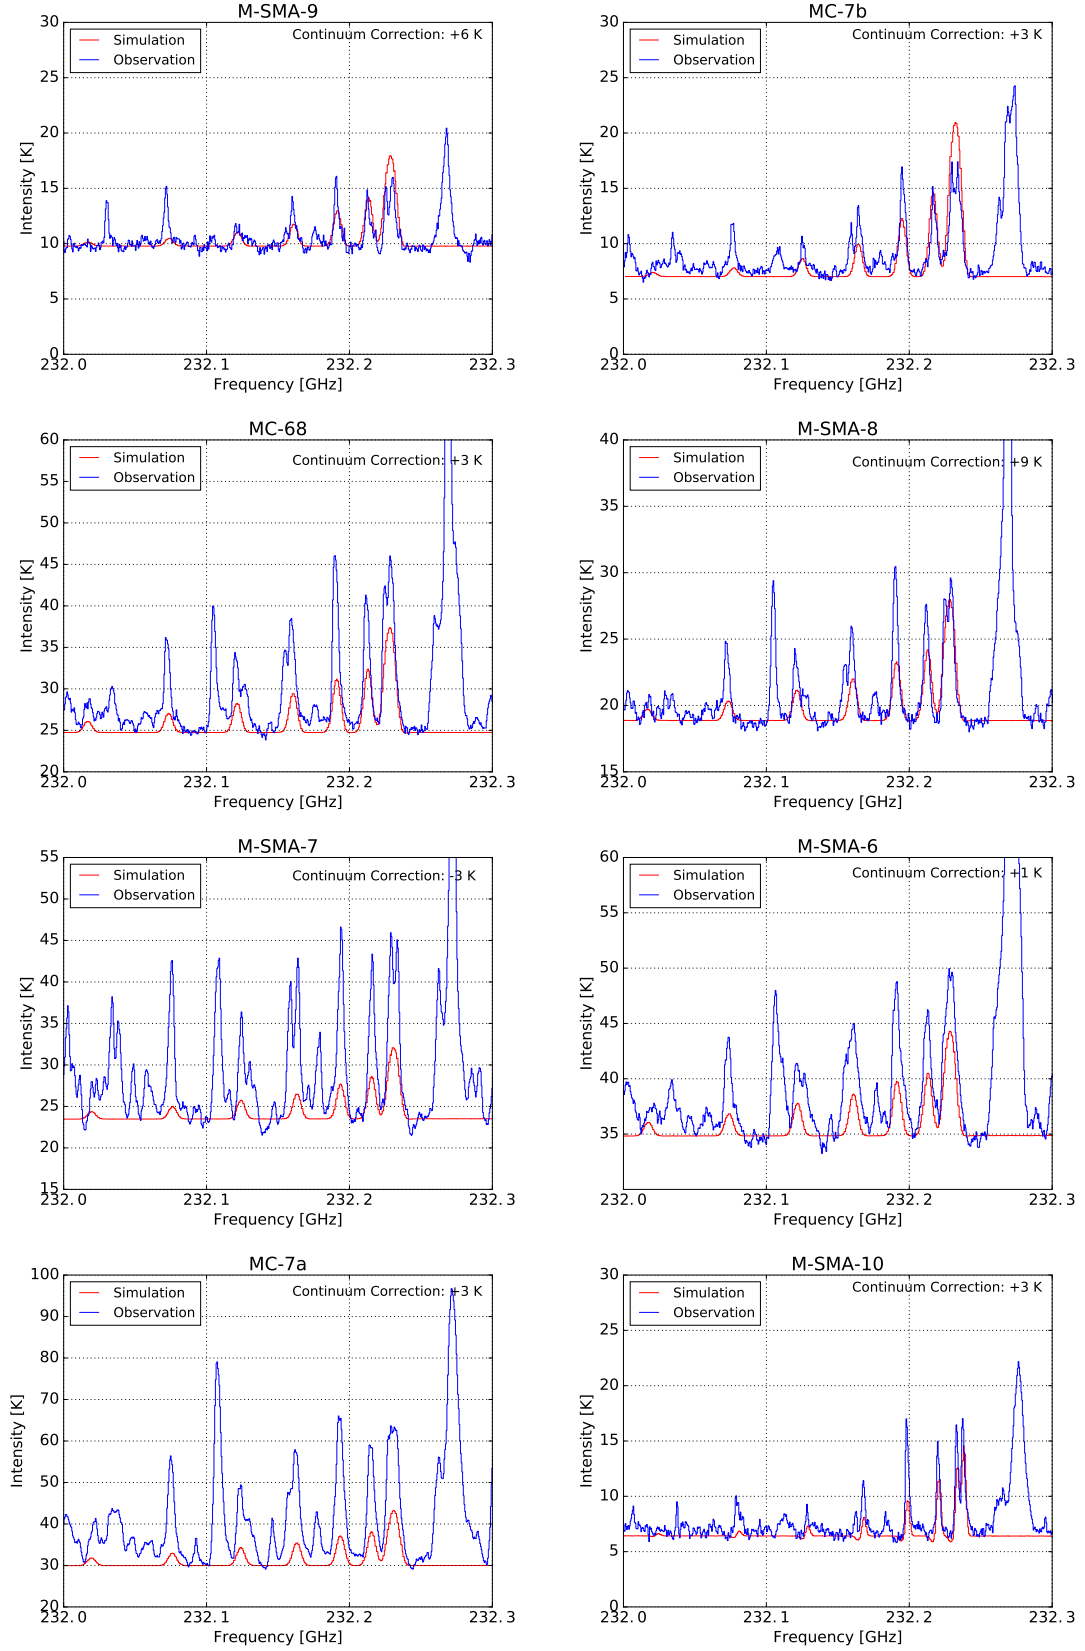 M-SMA-9
Simulation
Observation
Continuum Correction: +6 K
Intensity [K]
30
25
20
15
10
5
0
232.0 232.1 232.2 232.3
Frequency [GHz]
MC-7b
Simulation
Observation
Continuum Correction: +3 K
Intensity [K]
30
25
20
15
10
5
0
232.0 232.1 232.2 232.3
Frequency [GHz]
MC-68
Simulation
Observation
Continuum Correction: +3 K
Intensity [K]
60
55
50
45
40
35
30
25
20
232.0 232.1 232.2 232.3
Frequency [GHz]
M-SMA-8
Simulation
Observation
Continuum Correction: +9 K
Intensity [K]
40
35
30
25
20
15
232.0 232.1 232.2 232.3
Frequency [GHz]
M-SMA-7
Simulation
Observation
Continuum Correction: -3 K
Intensity [K]
55
50
45
40
35
30
25
20
15
232.0 232.1 232.2 232.3
Frequency [GHz]
M-SMA-6
Simulation
Observation
Continuum Correction: +1 K
Intensity [K]
60
55
50
45
40
35
232.0 232.1 232.2 232.3
Frequency [GHz]
MC-7a
Simulation
Observation
Continuum Correction: +3 K
Intensity [K]
100
90
80
70
60
50
40
30
20
232.0 232.1 232.2 232.3
Frequency [GHz]
M-SMA-10
Simulation
Observation
Continuum Correction: +3 K
Intensity [K]
30
25
20
15
10
5
0
232.0 232.1 232.2 232.3
Frequency [GHz]